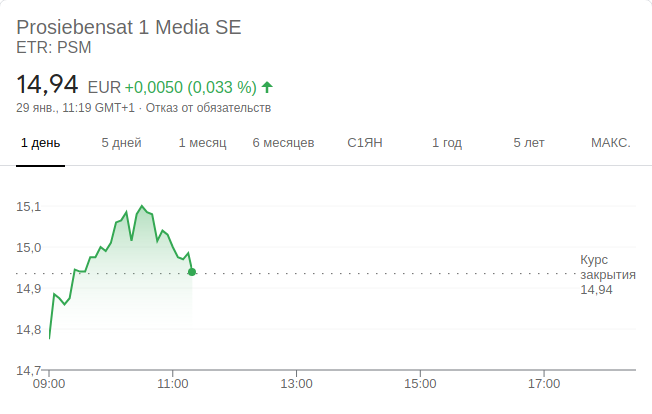 Prosiebensat 1 Media SE
ETR: PSM
14,94 EUR +0,0050 (0,033 %)
29 янв., 11:19 GMT+1 · Отказ от обязательств
1 день 5 дней 1 месяц 6 месяцев С1ЯН 1 год 5 лет МАКС.
15,1
15,0
14,9
14,8
14,7
Курс
закрытия
14,94
09:00 11:00 13:00 15:00 17:00